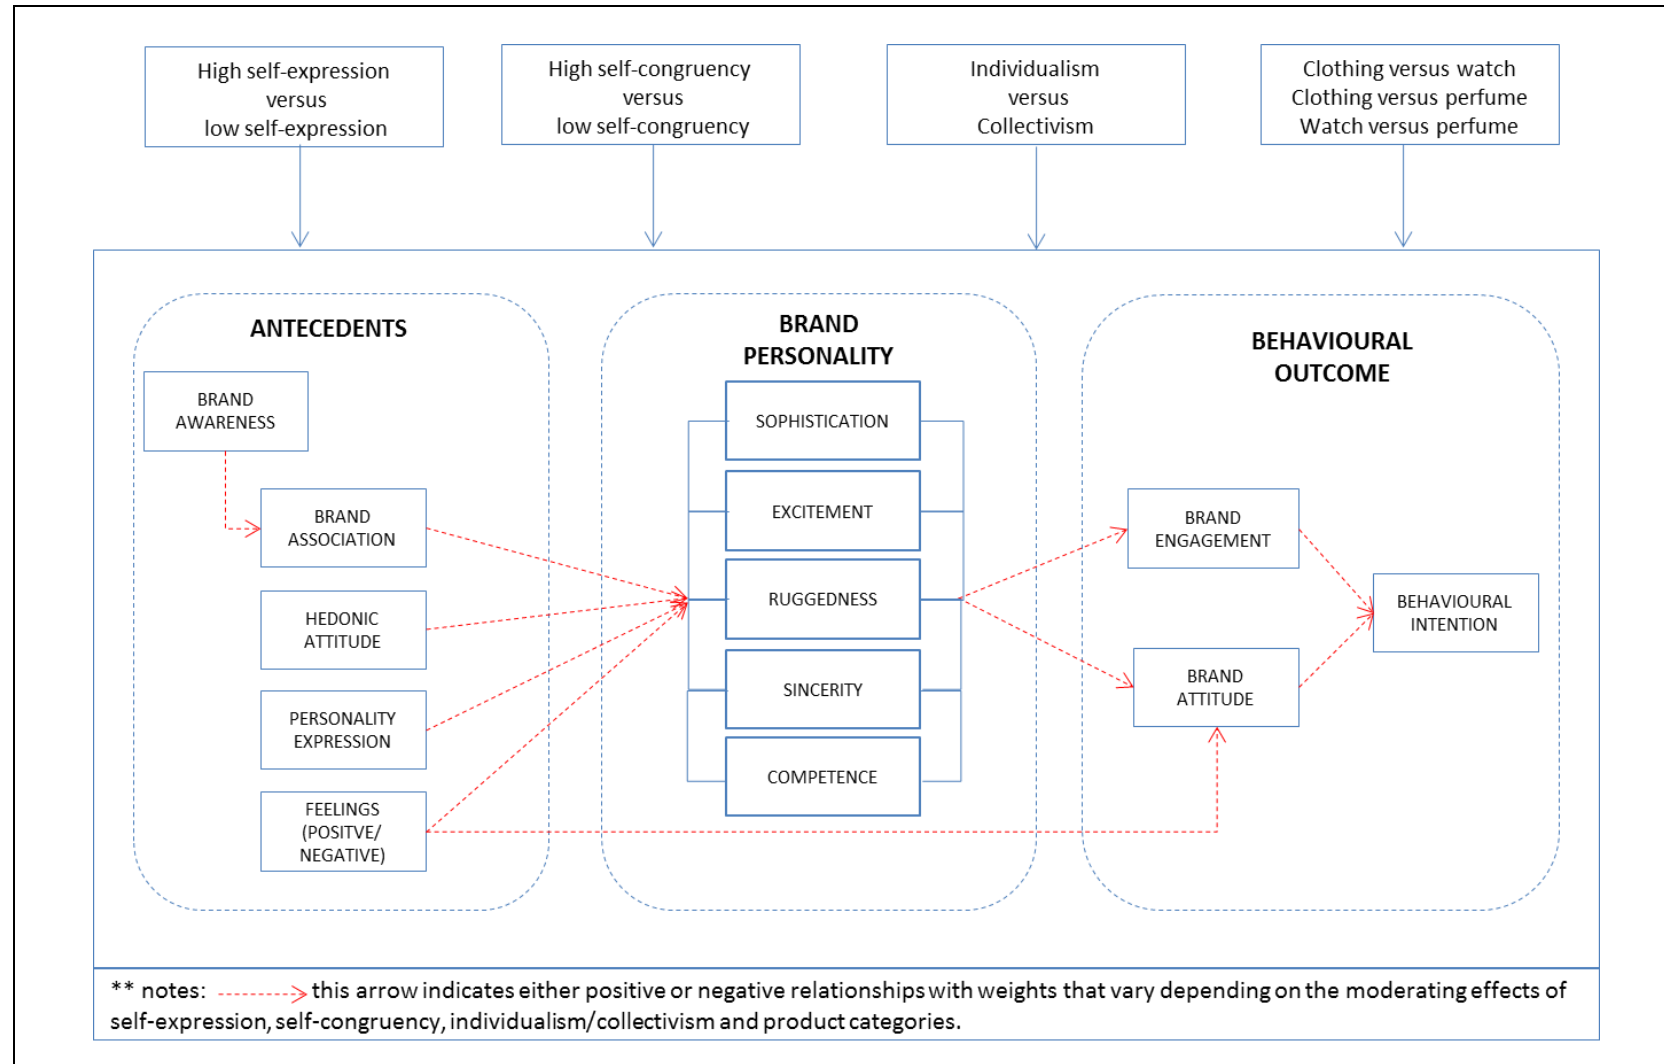 High self-expression
versus
low self-expression
High self-congruency
versus
low self-congruency
Individualism
versus
Collectivism
Clothing versus watch
Clothing versus perfume
Watch versus perfume
ANTECEDENTS
BRAND
AWARENESS
BRAND
ASSOCIATION
HEDONIC
ATTITUDE
PERSONALITY
EXPRESSION
FEELINGS
(POSITVE/
NEGATIVE)
BRAND
PERSONALITY
SOPHISTICATION
EXCITEMENT
RUGGEDNESS
SINCERITY
COMPETENCE
BEHAVIOURAL
OUTCOME
BRAND
ENGAGEMENT
BRAND
ATTITUDE
BEHAVIOURAL
INTENTION
** notes: this arrow indicates either positive or negative relationships with weights that vary depending on the moderating effects of
self-expression, self-congruency, individualism/collectivism and product categories.